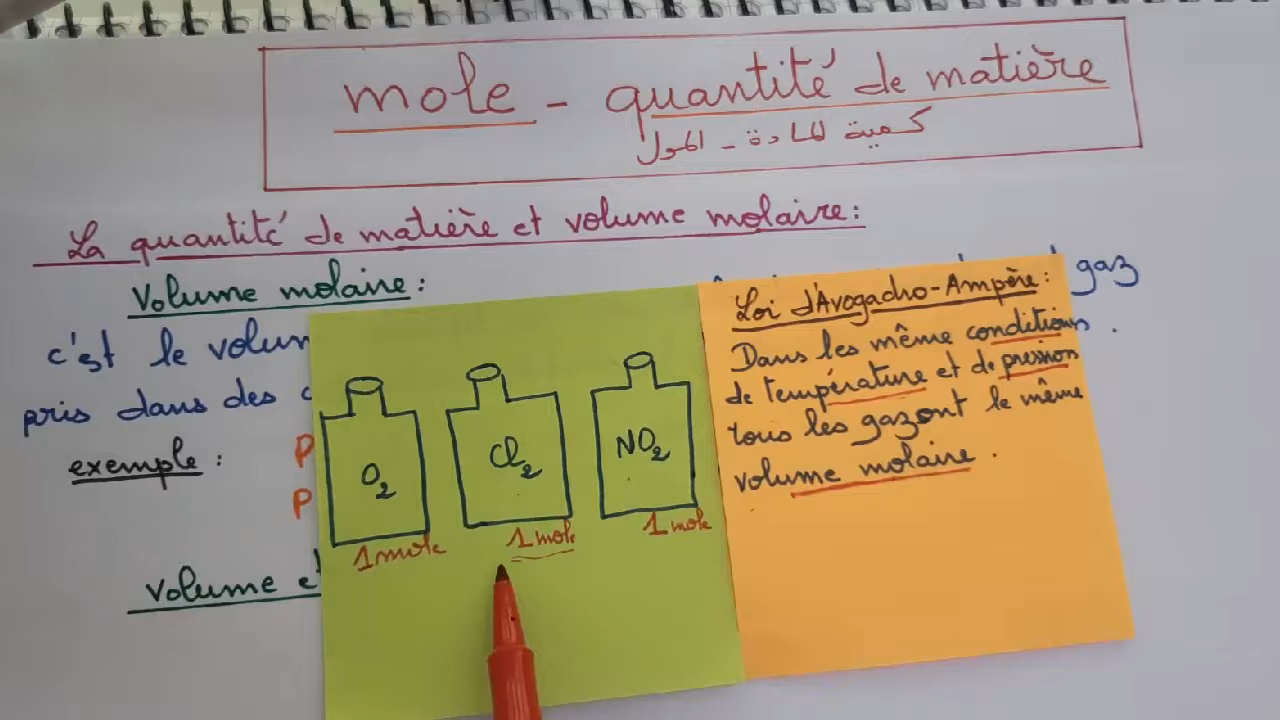 mole - quantité de matière
كمية المادة - المول
La quantité de matière et volume molaire:
Volume molaire:
gaz
c'est le volum
pris dans des c
exemple:
P
P
Volume e
O2
Cl2
NO2
1 mole
1 mole
1 mole
Loi d'Avogadro-Ampère:
Dans les même conditions
de température et de pression
tous les gaz ont le même
volume molaire.